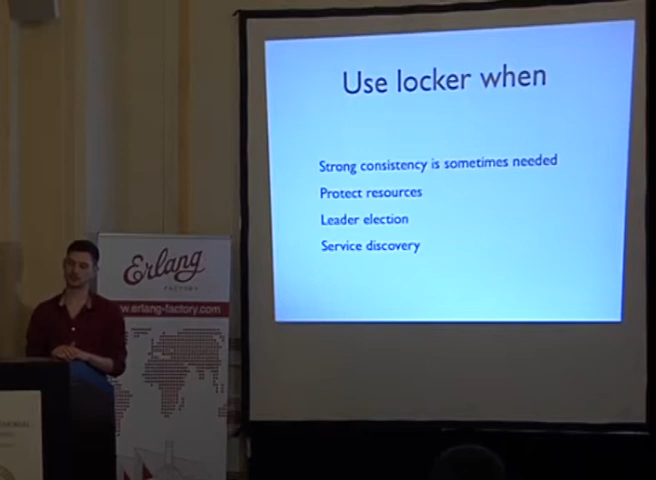 Use locker when
Strong consistency is sometimes needed
Protect resources
Leader election
Service discovery
Erlang
FACTORY
w.erlang-factory.com